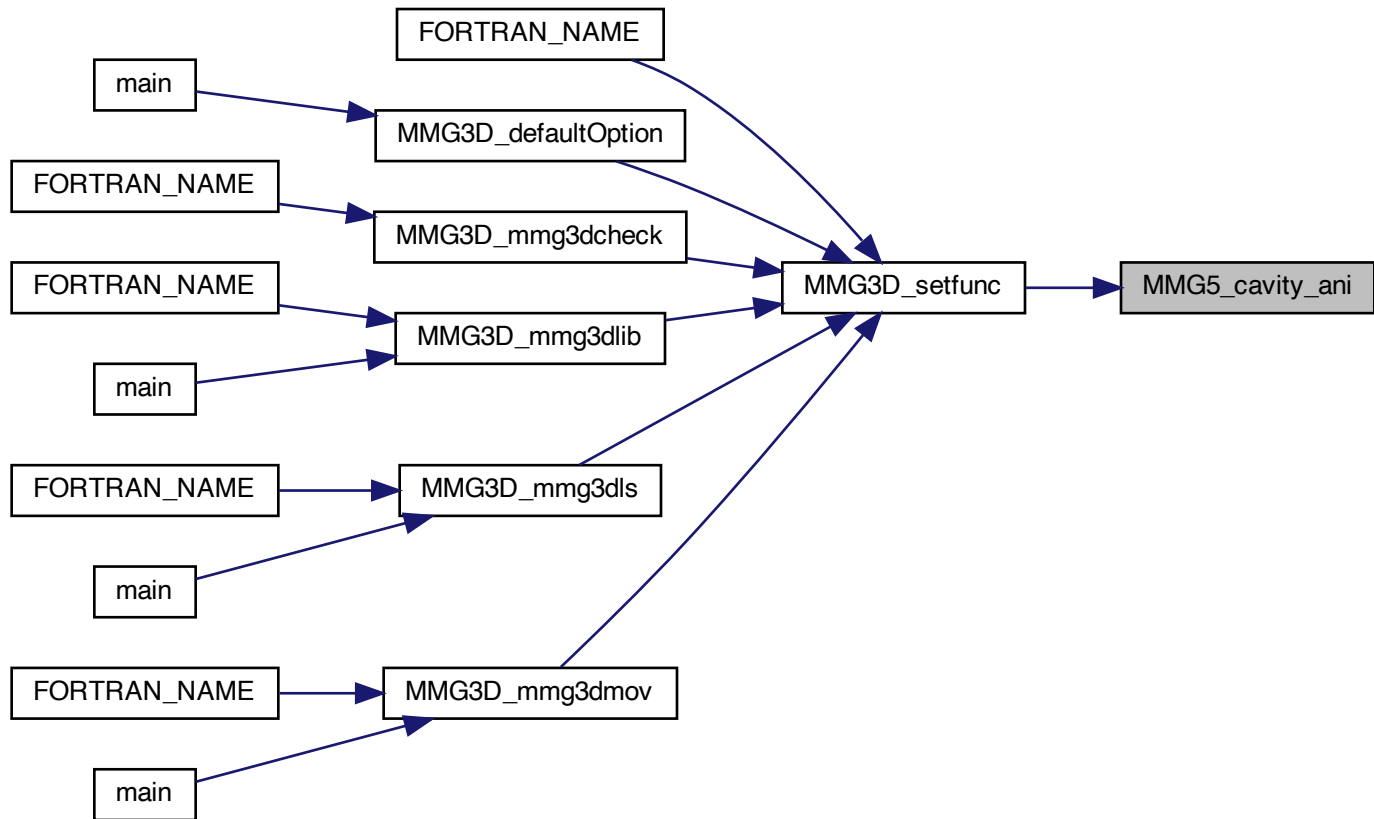 FORTRAN_NAME
main
MMG3D_defaultOption
FORTRAN_NAME
MMG3D_mmg3dcheck
FORTRAN_NAME
MMG3D_setfunc
MMG5_cavity_ani
MMG3D_mmg3dlib
main
FORTRAN_NAME
MMG3D_mmg3dls
main
FORTRAN_NAME
MMG3D_mmg3dmov
main